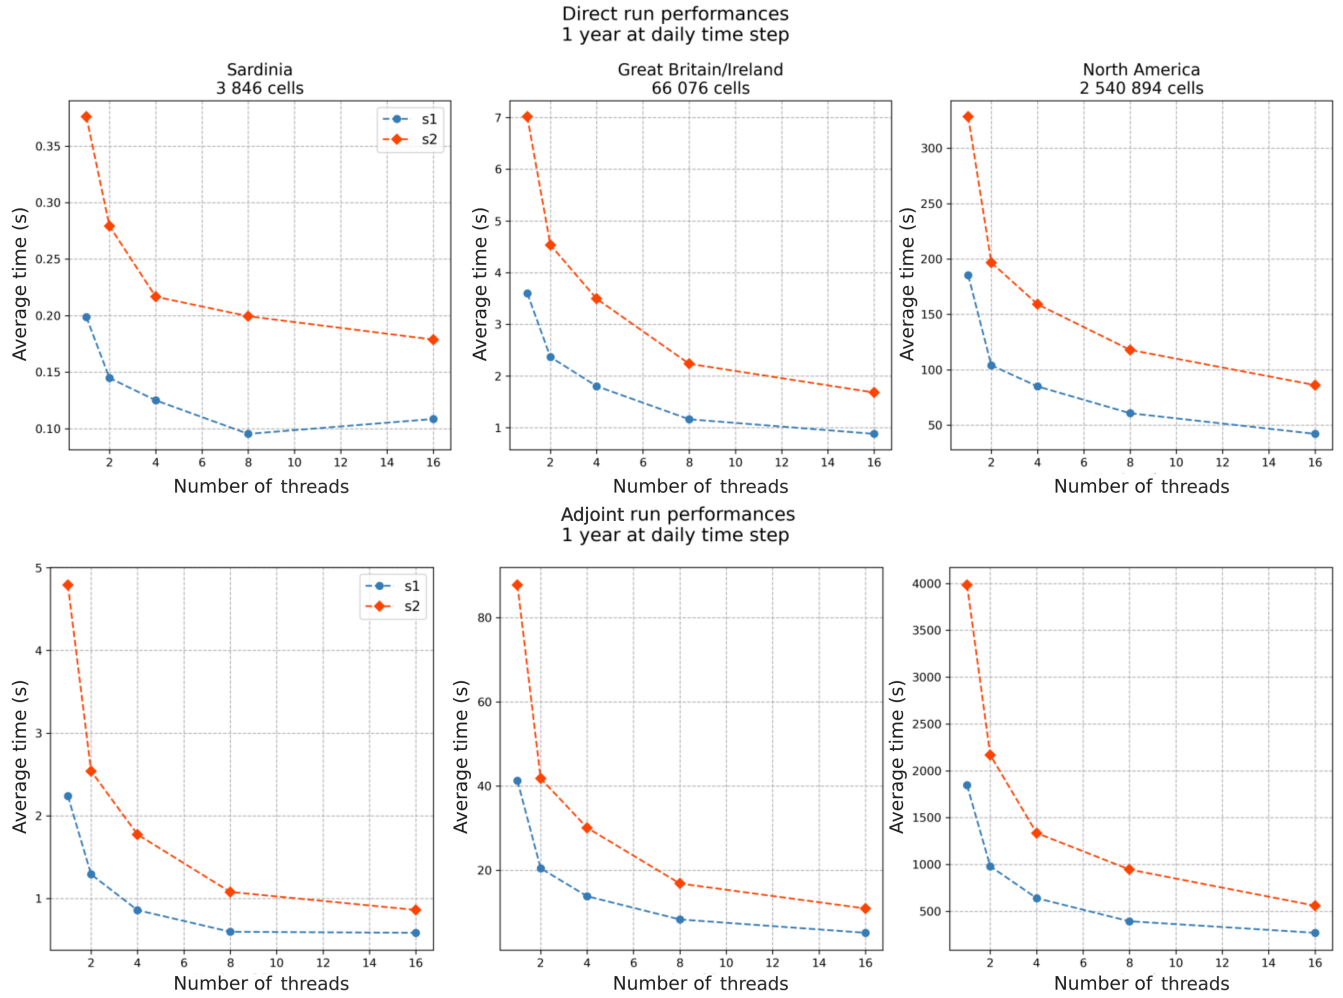 Direct run performances
1 year at daily time step
Sardinia
3 846 cells
Great Britain/Ireland
66 076 cells
North America
2 540 894 cells
s1
s2
Average time (s)
0.35
0.30
0.25
0.20
0.15
0.10
2 4 6 8 10 12 14 16
Number of threads
Average time (s)
7
6
5
4
3
2
1
2 4 6 8 10 12 14 16
Number of threads
Average time (s)
300
250
200
150
100
50
2 4 6 8 10 12 14 16
Number of threads
Adjoint run performances
1 year at daily time step
s1
s2
Average time (s)
5
4
3
2
1
2 4 6 8 10 12 14 16
Number of threads
Average time (s)
80
60
40
20
2 4 6 8 10 12 14 16
Number of threads
Average time (s)
4000
3500
3000
2500
2000
1500
1000
500
2 4 6 8 10 12 14 16
Number of threads